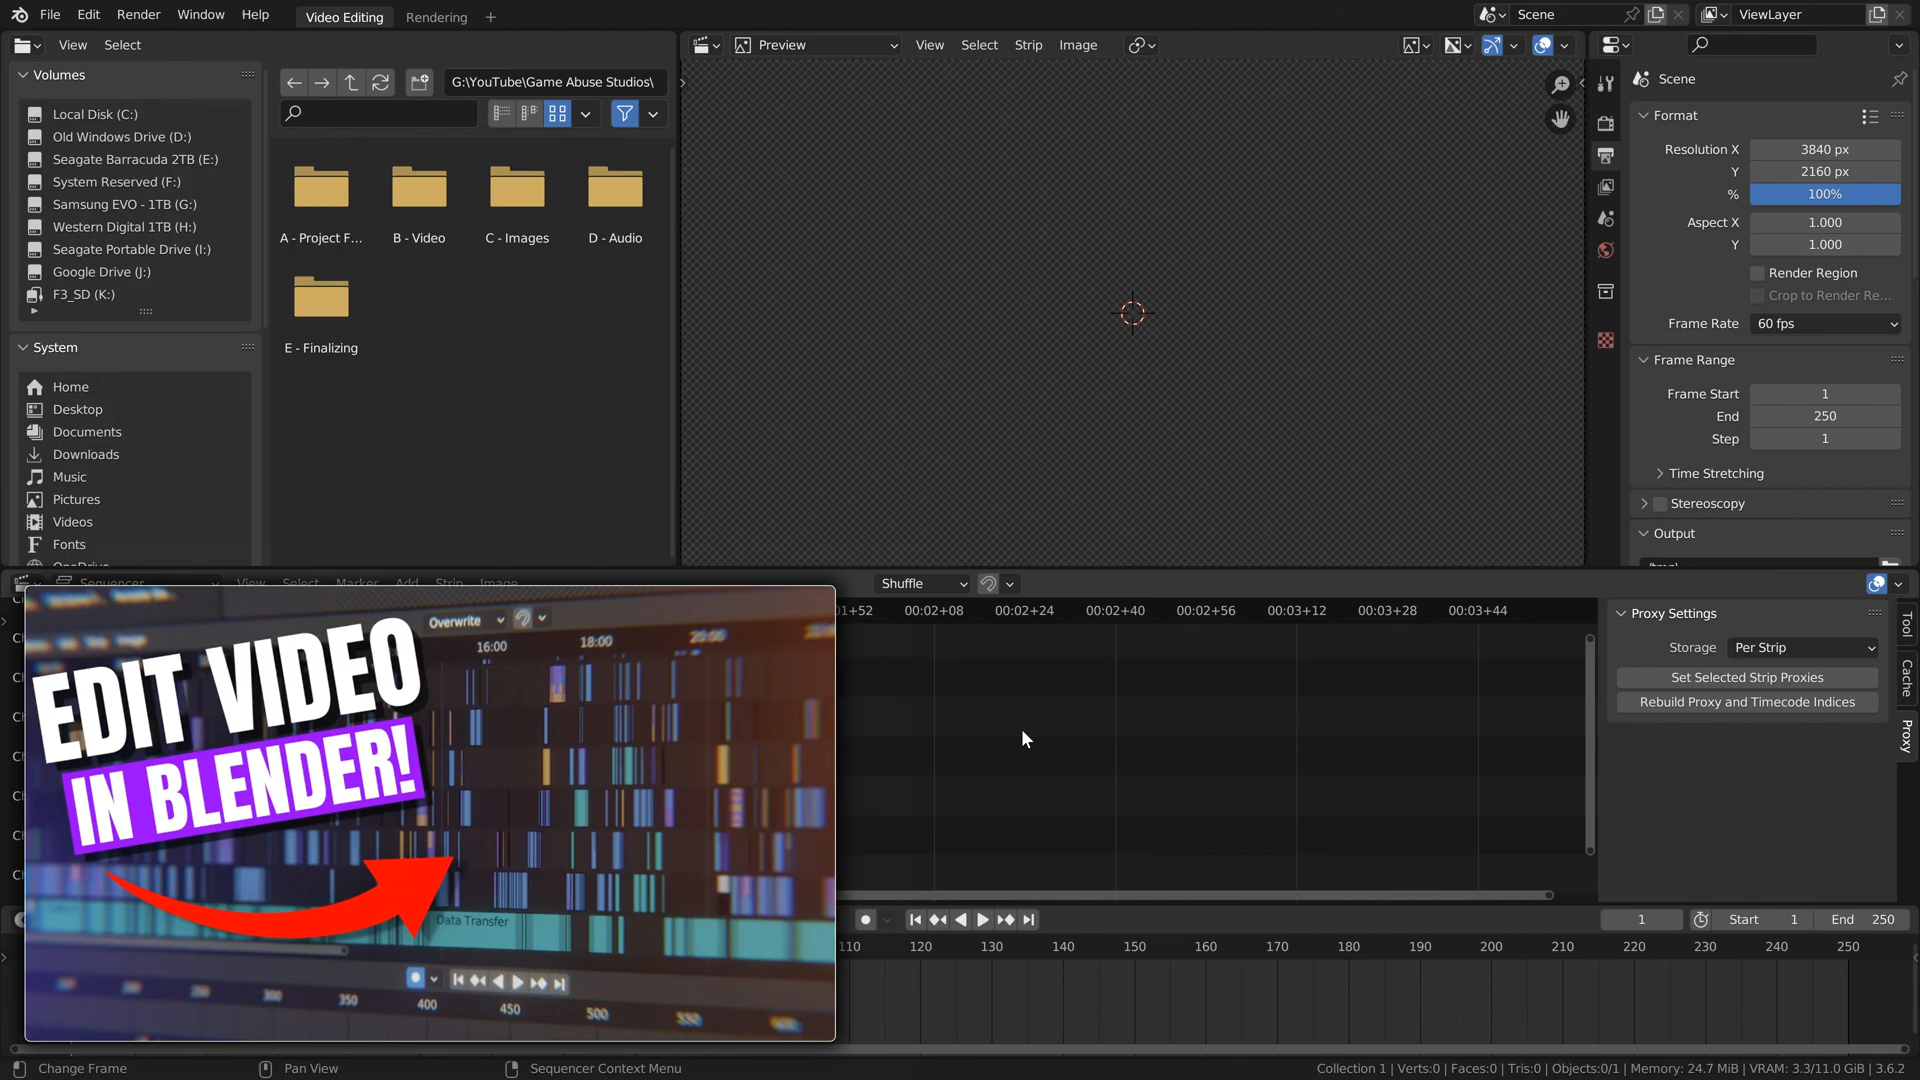 File Edit Render Window Help Video Editing Rendering + Scene ViewLayer
View Select Preview View Select Strip Image
Volumes
G:\YouTube\Game Abuse Studios\
Local Disk (C:)
Old Windows Drive (D:)
Seagate Barracuda 2TB (E:)
System Reserved (F:)
Samsung EVO - 1TB (G:)
Western Digital 1TB (H:)
Seagate Portable Drive (I:)
Google Drive (J:)
F3_SD (K:)
A - Project F... B - Video C - Images D - Audio
E - Finalizing
System
Home
Desktop
Documents
Downloads
Music
Pictures
Videos
Fonts
Scene
Format
Resolution X 3840 px
Y 2160 px
% 100%
Aspect X 1.000
Y 1.000
Render Region
Crop to Render Re...
Frame Rate 60 fps
Frame Range
Frame Start 1
End 250
Step 1
Time Stretching
Stereoscopy
Output
Sequencer View Select Marker Add Strip Image Shuffle
+52 00:02+08 00:02+24 00:02+40 00:02+56 00:03+12 00:03+28 00:03+44
Proxy Settings
Storage Per Strip
Set Selected Strip Proxies
Rebuild Proxy and Timecode Indices
Tool
Cache
Proxy
Overwrite
16:00 18:00 20:00
EDIT VIDEO
IN BLENDER!
Data Transfer
250 300 350 400 450 500 550
1 Start 1 End 250
110 120 130 140 150 160 170 180 190 200 210 220 230 240 250
Change Frame Pan View Sequencer Context Menu Collection 1 | Verts:0 | Faces:0 | Tris:0 | Objects:0/1 | Memory: 24.7 MiB | VRAM: 3.3/11.0 GiB | 3.6.2